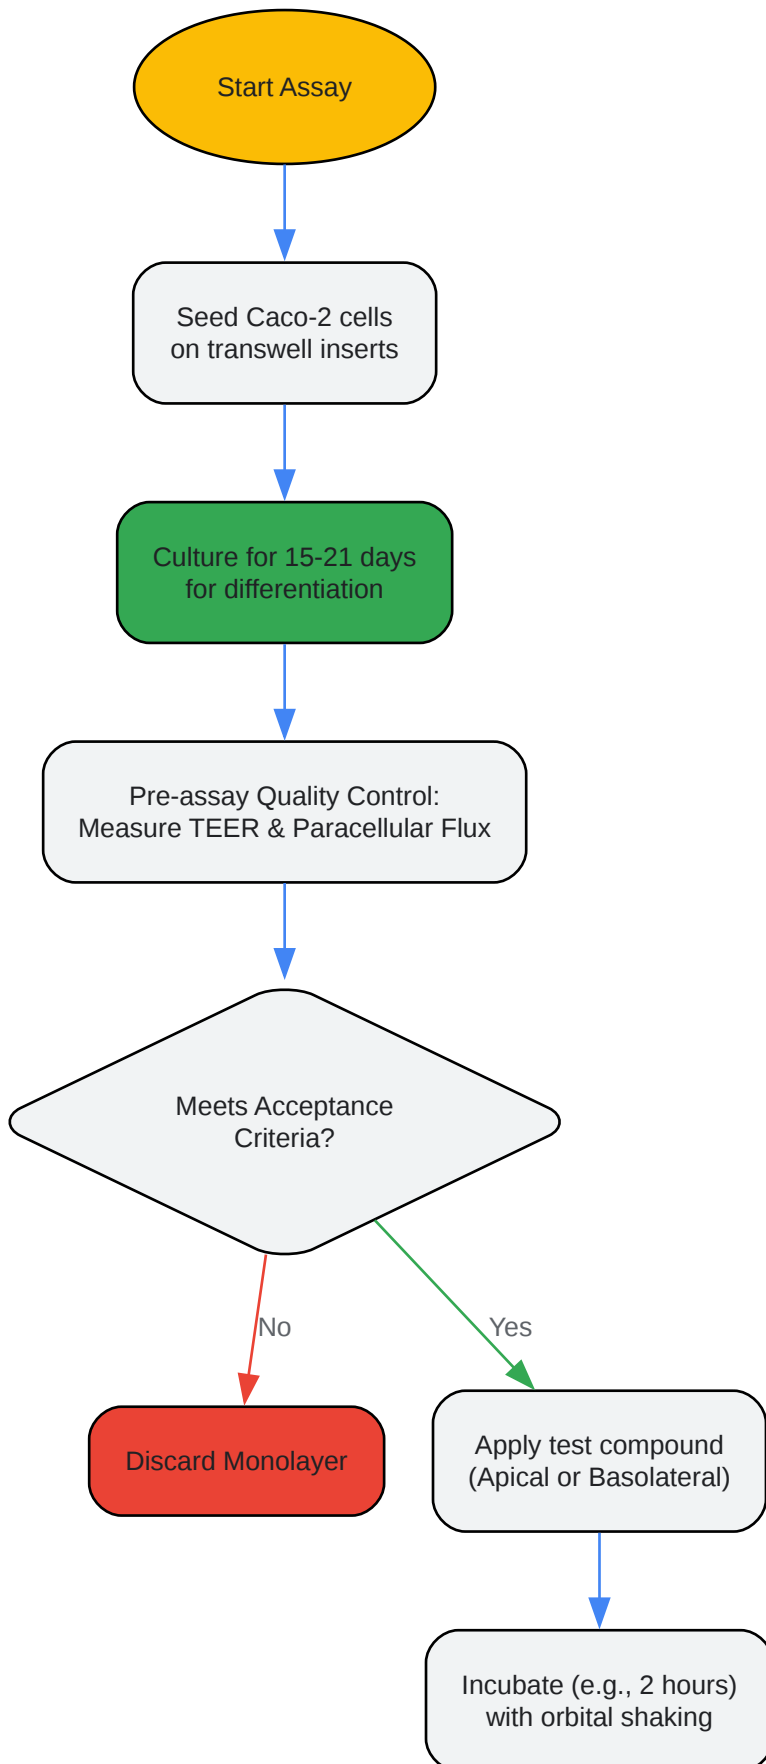 Start Assay
Seed Caco-2 cells
on transwell inserts
Culture for 15-21 days
for differentiation
Pre-assay Quality Control:
Measure TEER & Paracellular Flux
Meets Acceptance
Criteria?
No
Yes
Discard Monolayer
Apply test compound
(Apical or Basolateral)
Incubate (e.g., 2 hours)
with orbital shaking